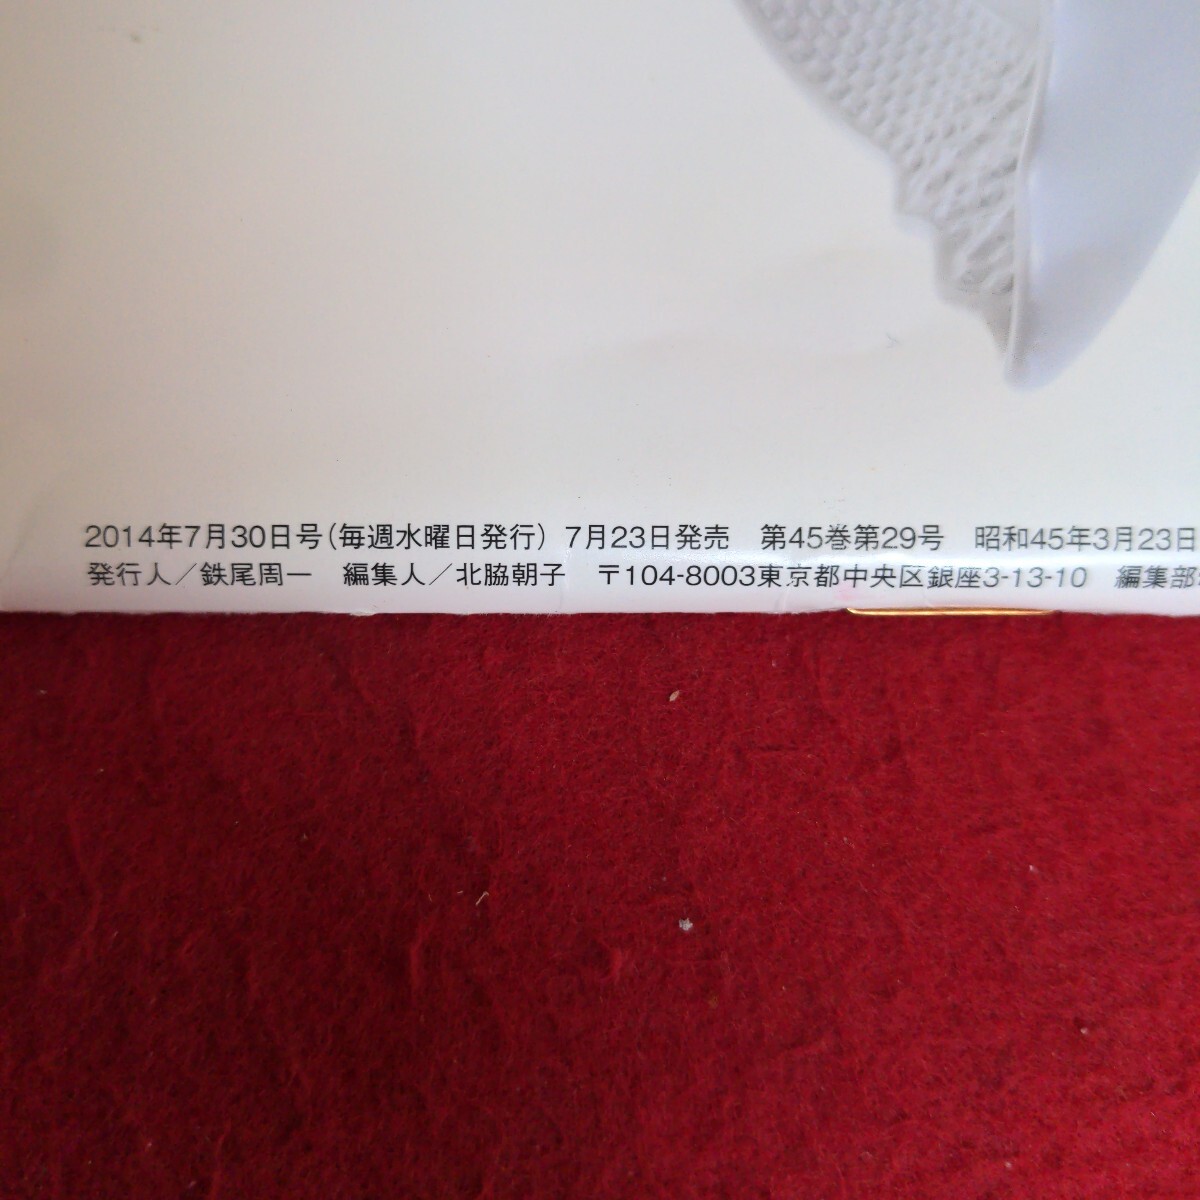 2014年7月30日号（毎週水曜日発行） 7月23日発売　第45巻第29号　昭和45年3月23日
発行人／鉄尾周一　編集人／北脇朝子　〒104-8003東京都中央区銀座3-13-10　編集部